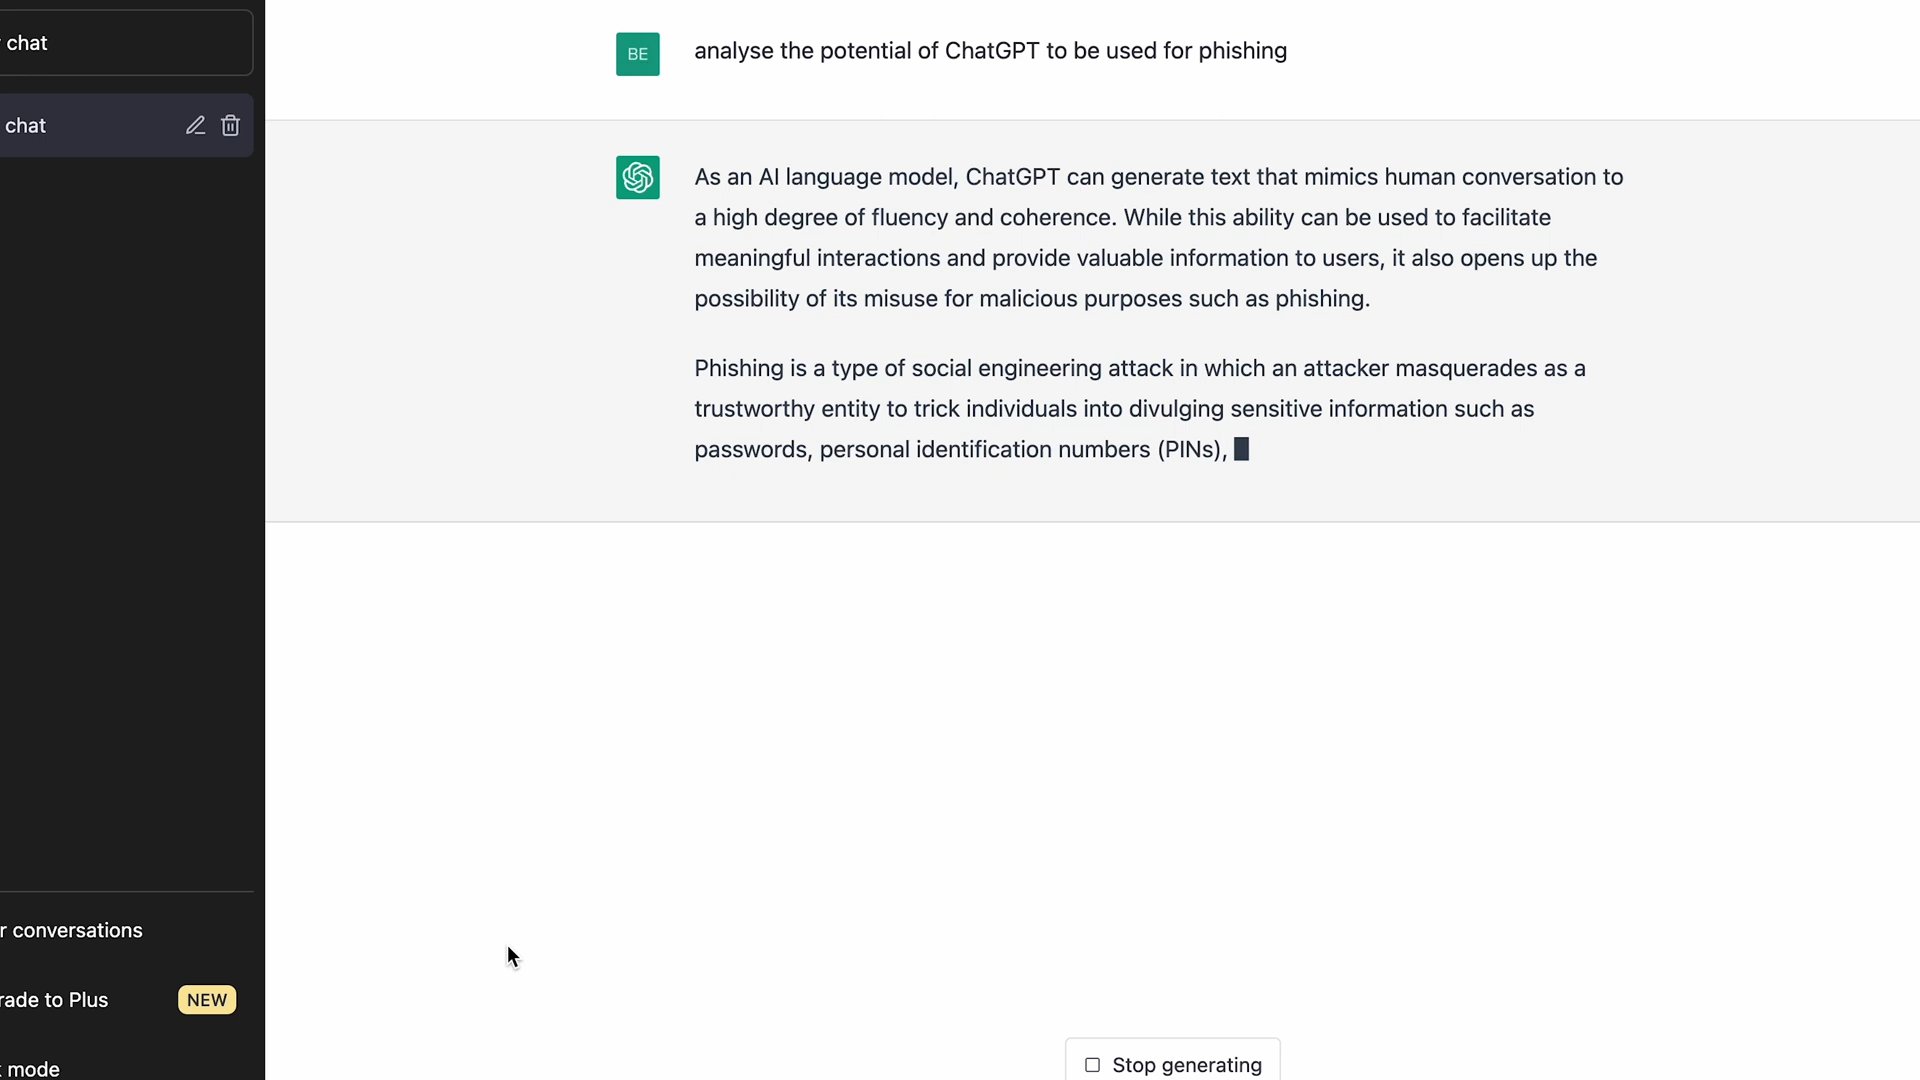 chat
BE
analyse the potential of ChatGPT to be used for phishing
chat
As an AI language model, ChatGPT can generate text that mimics human conversation to
a high degree of fluency and coherence. While this ability can be used to facilitate
meaningful interactions and provide valuable information to users, it also opens up the
possibility of its misuse for malicious purposes such as phishing.
Phishing is a type of social engineering attack in which an attacker masquerades as a
trustworthy entity to trick individuals into divulging sensitive information such as
passwords, personal identification numbers (PINs),
r conversations
rade to Plus NEW
mode
Stop generating